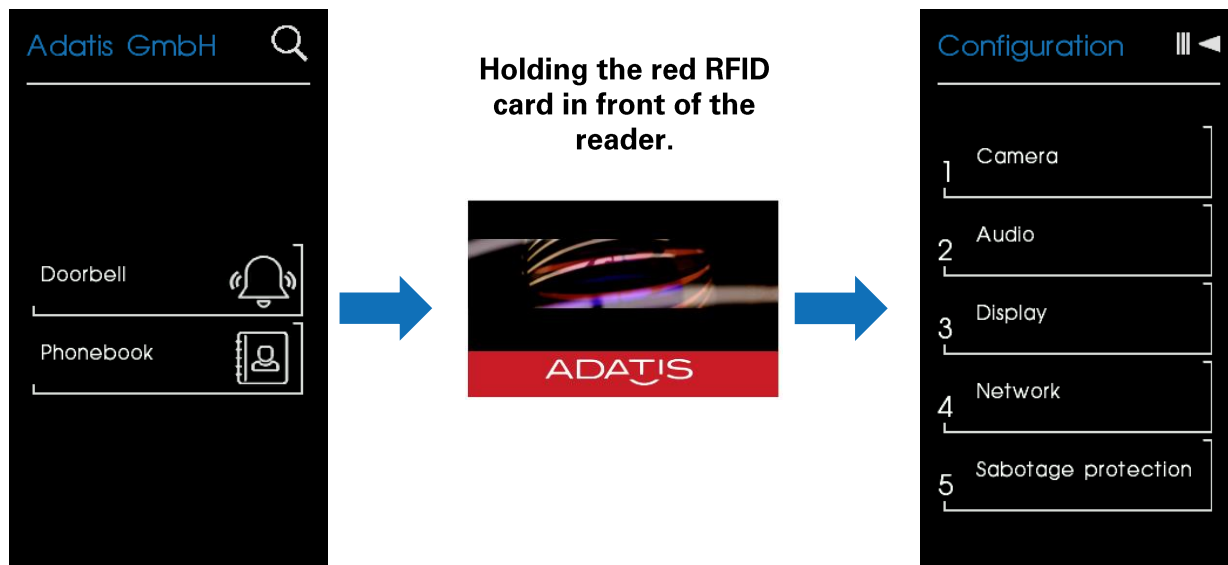 Adatis GmbH
Doorbell
Phonebook
Holding the red RFID
card in front of the
reader.
ADATIS
Configuration
1 Camera
2 Audio
3 Display
4 Network
5 Sabotage protection